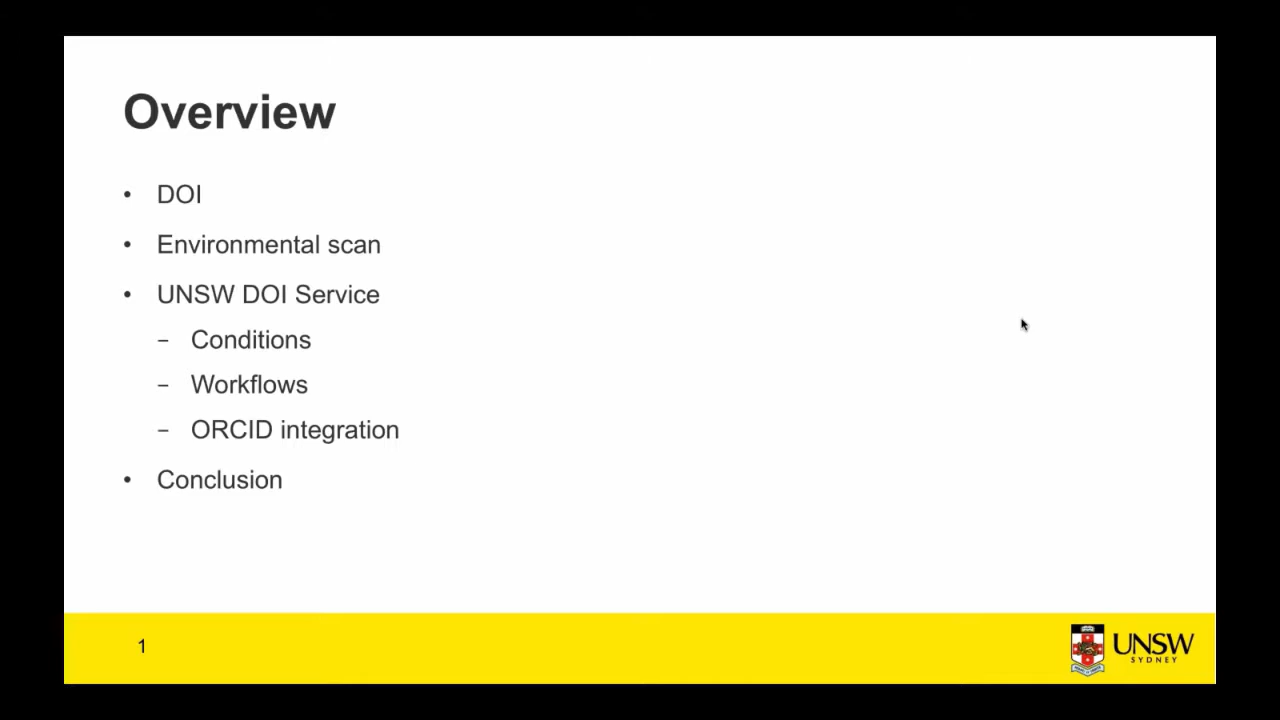 Overview
• DOI
• Environmental scan
• UNSW DOI Service
− Conditions
− Workflows
− ORCID integration
• Conclusion
1
UNSW
SYDNEY